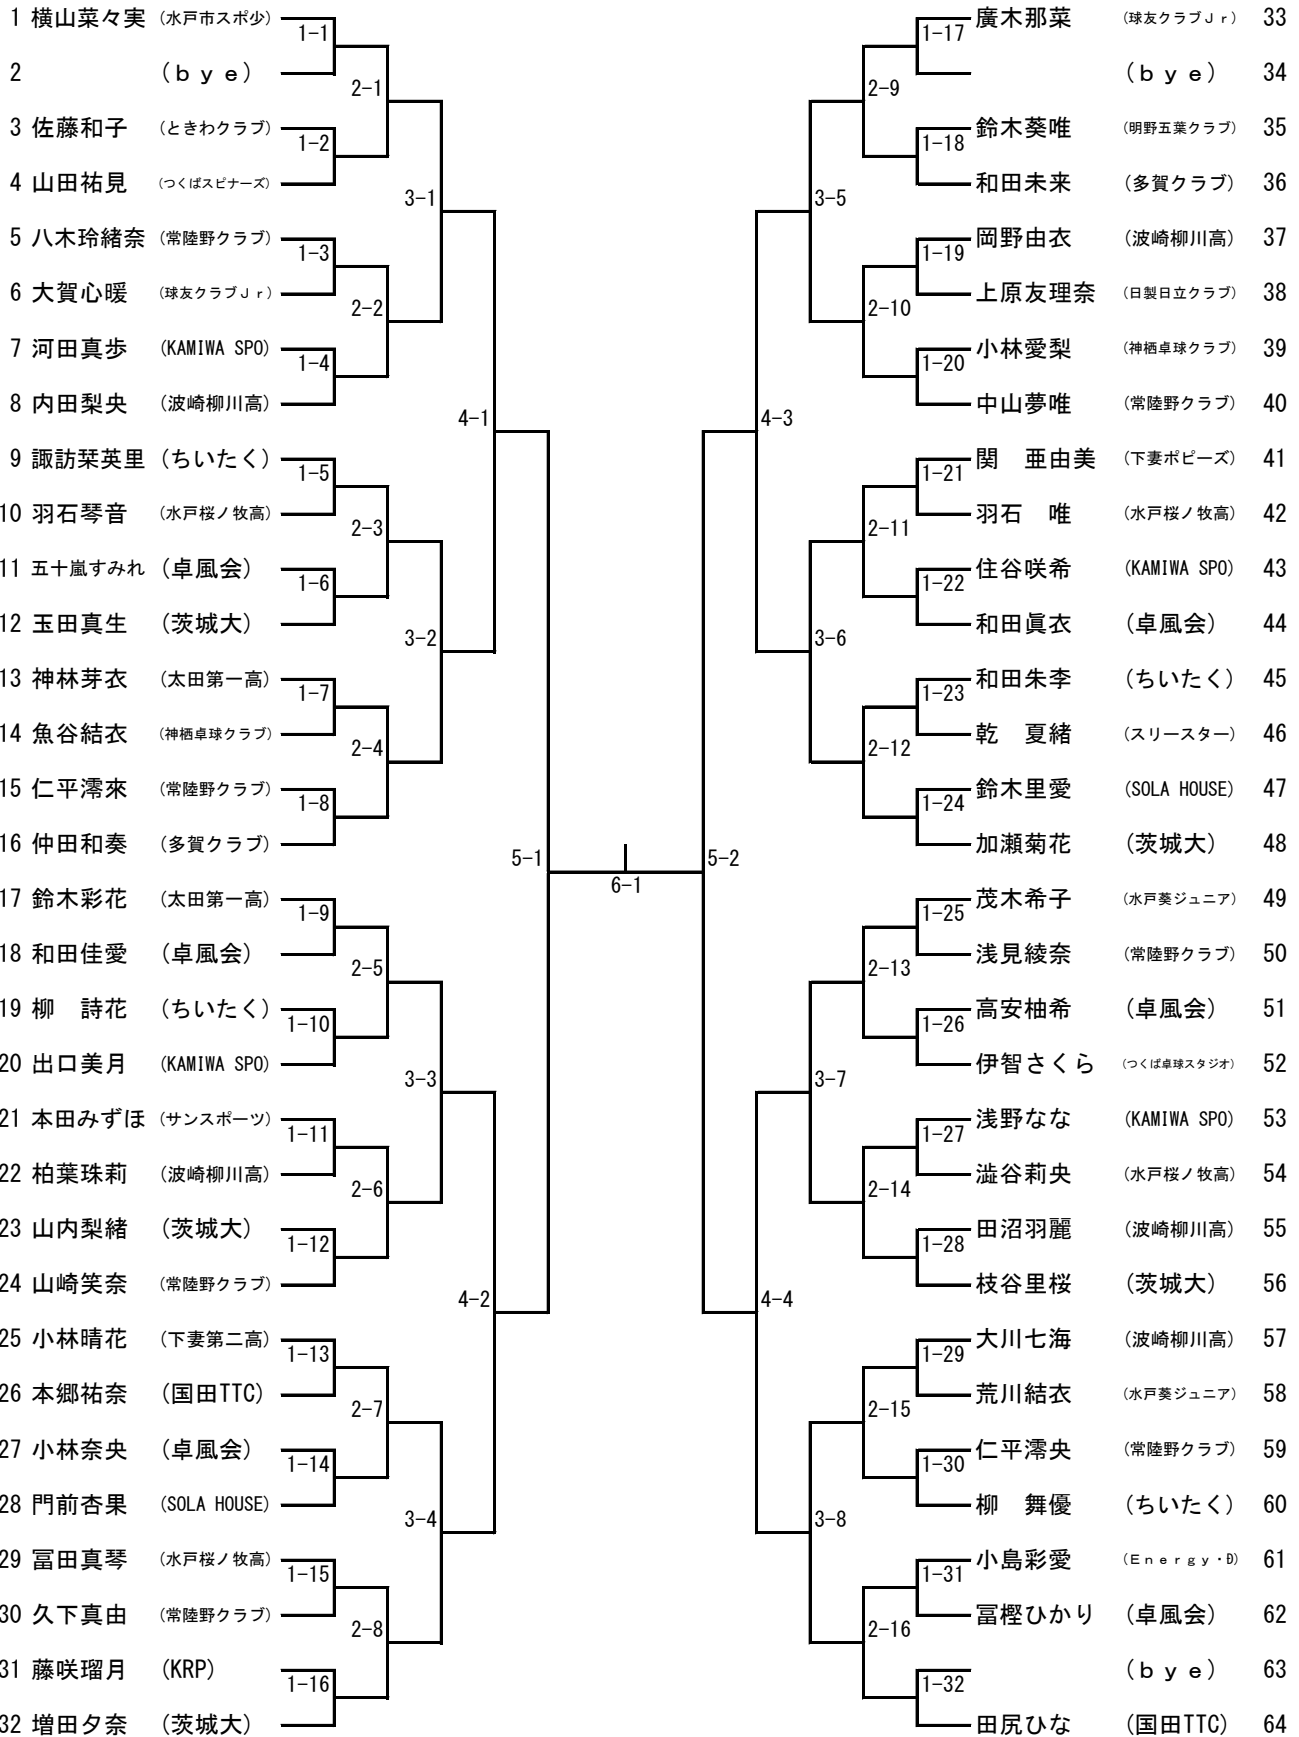 1 横山菜々実 (水戸市スポ少)
1-1
2 (ｂｙｅ)
2-1
3 佐藤和子 (ときわクラブ)
1-2
4 山田祐見 (つくばスピナーズ)
3-1
5 八木玲緒奈 (常陸野クラブ)
1-3
6 大賀心暖 (球友クラブＪｒ)
2-2
7 河田真歩 (KAMIWA SPO)
1-4
8 内田梨央 (波崎柳川高)
4-1
9 諏訪栞英里 (ちいたく)
1-5
10 羽石琴音 (水戸桜ノ牧高)
2-3
11 五十嵐すみれ (卓風会)
1-6
12 玉田真生 (茨城大)
3-2
13 神林芽衣 (太田第一高)
1-7
14 魚谷結衣 (神栖卓球クラブ)
2-4
15 仁平澪來 (常陸野クラブ)
1-8
16 仲田和奏 (多賀クラブ)
5-1
17 鈴木彩花 (太田第一高)
1-9
18 和田佳愛 (卓風会)
2-5
19 柳　詩花 (ちいたく)
1-10
20 出口美月 (KAMIWA SPO)
3-3
21 本田みずほ (サンスポーツ)
1-11
22 柏葉珠莉 (波崎柳川高)
2-6
23 山内梨緒 (茨城大)
1-12
24 山崎笑奈 (常陸野クラブ)
4-2
25 小林晴花 (下妻第二高)
1-13
26 本郷祐奈 (国田TTC)
2-7
27 小林奈央 (卓風会)
1-14
28 門前杏果 (SOLA HOUSE)
3-4
29 冨田真琴 (水戸桜ノ牧高)
1-15
30 久下真由 (常陸野クラブ)
2-8
31 藤咲瑠月 (KRP)
1-16
32 増田夕奈 (茨城大)
6-1
廣木那菜 (球友クラブＪｒ) 33
1-17
(ｂｙｅ) 34
2-9
鈴木葵唯 (明野五葉クラブ) 35
1-18
和田未来 (多賀クラブ) 36
3-5
岡野由衣 (波崎柳川高) 37
1-19
上原友理奈 (日製日立クラブ) 38
2-10
小林愛梨 (神栖卓球クラブ) 39
1-20
中山夢唯 (常陸野クラブ) 40
4-3
関　亜由美 (下妻ポピーズ) 41
1-21
羽石　唯 (水戸桜ノ牧高) 42
2-11
住谷咲希 (KAMIWA SPO) 43
1-22
和田眞衣 (卓風会) 44
3-6
和田朱李 (ちいたく) 45
1-23
乾　夏緒 (スリースター) 46
2-12
鈴木里愛 (SOLA HOUSE) 47
1-24
加瀬菊花 (茨城大) 48
5-2
茂木希子 (水戸葵ジュニア) 49
1-25
浅見綾奈 (常陸野クラブ) 50
2-13
高安柚希 (卓風会) 51
1-26
伊智さくら (つくば卓球スタジオ) 52
3-7
浅野なな (KAMIWA SPO) 53
1-27
澁谷莉央 (水戸桜ノ牧高) 54
2-14
田沼羽麗 (波崎柳川高) 55
1-28
枝谷里桜 (茨城大) 56
4-4
大川七海 (波崎柳川高) 57
1-29
荒川結衣 (水戸葵ジュニア) 58
2-15
仁平澪央 (常陸野クラブ) 59
1-30
柳　舞優 (ちいたく) 60
3-8
小島彩愛 (Ｅｎｅｒｇｙ・) 61
1-31
冨樫ひかり (卓風会) 62
2-16
(ｂｙｅ) 63
1-32
田尻ひな (国田TTC) 64